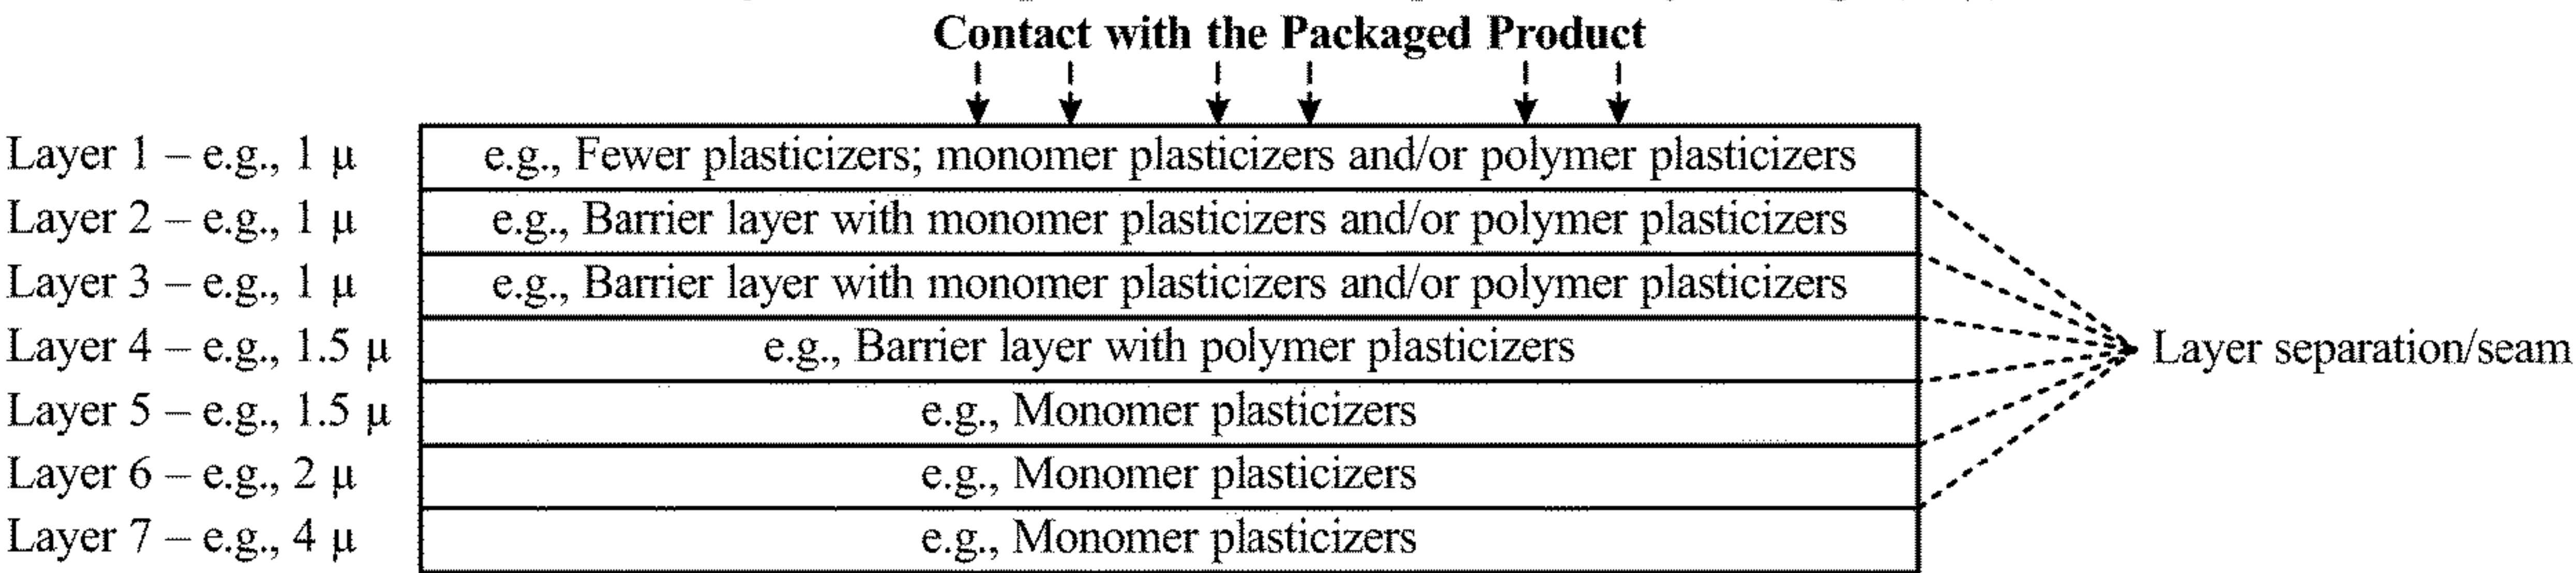 Contact with the Packaged Product
Layer 1 – e.g., 1 μ e.g., Fewer plasticizers; monomer plasticizers and/or polymer plasticizers
Layer 2 – e.g., 1 μ e.g., Barrier layer with monomer plasticizers and/or polymer plasticizers
Layer 3 – e.g., 1 μ e.g., Barrier layer with monomer plasticizers and/or polymer plasticizers
Layer 4 – e.g., 1.5 μ e.g., Barrier layer with polymer plasticizers Layer separation/seam
Layer 5 – e.g., 1.5 μ e.g., Monomer plasticizers
Layer 6 – e.g., 2 μ e.g., Monomer plasticizers
Layer 7 – e.g., 4 μ e.g., Monomer plasticizers